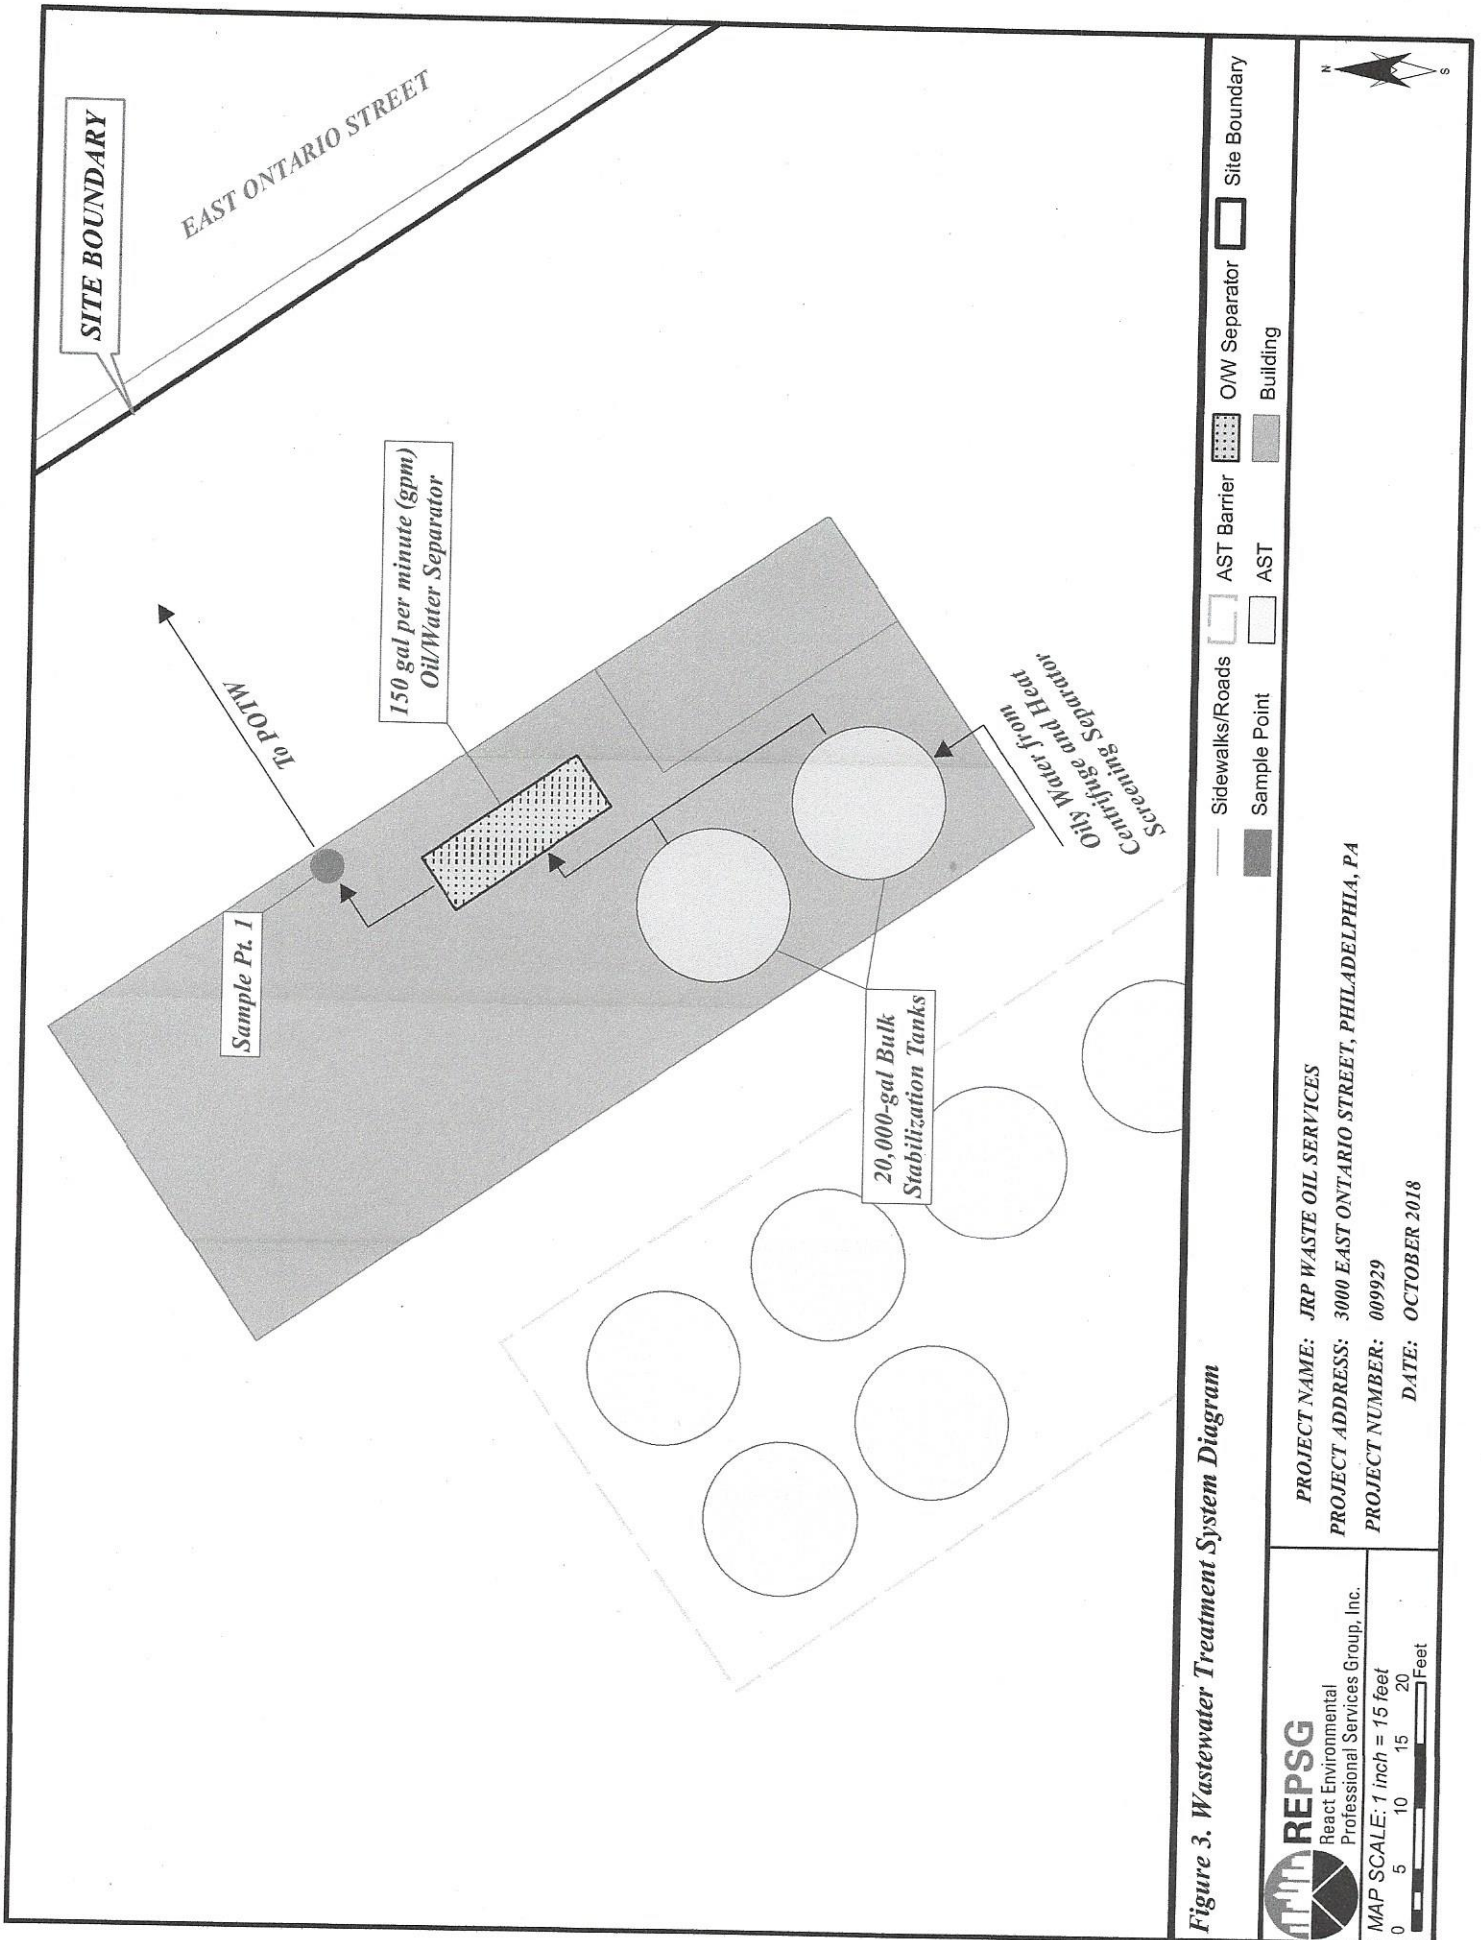 SITE BOUNDARY
EAST ONTARIO STREET
To POTW
150 gal per minute (gpm)
Oil/Water Separator
Sample Pt. 1
Oily Water from
Centrifuge and Heat
Screening Separator
20,000-gal Bulk
Stabilization Tanks
Figure 3. Wastewater Treatment System Diagram
Sidewalks/Roads
AST Barrier
O/W Separator
Site Boundary
Sample Point
AST
Building
REPSG
React Environmental
Professional Services Group, Inc.
MAP SCALE: 1 inch = 15 feet
0 5 10 15 20
Feet
PROJECT NAME: JRP WASTE OIL SERVICES
PROJECT ADDRESS: 3000 EAST ONTARIO STREET, PHILADELPHIA, PA
PROJECT NUMBER: 009929
DATE: OCTOBER 2018
N
S